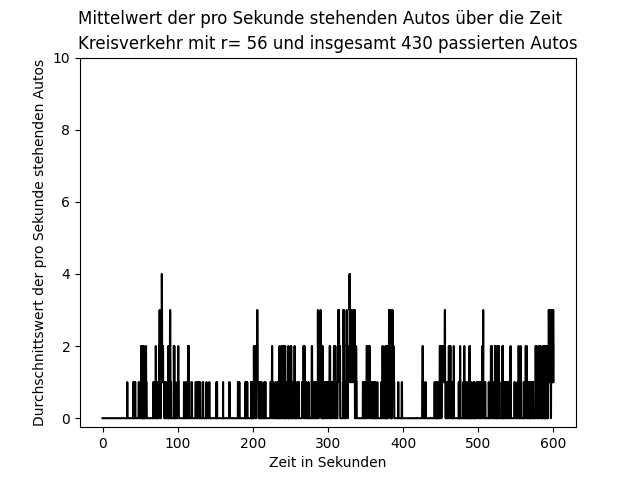 Mittelwert der pro Sekunde stehenden Autos über die Zeit
Kreisverkehr mit r= 56 und insgesamt 430 passierten Autos
Durchschnittswert der pro Sekunde stehenden Autos
10
8
6
4
2
0
0 100 200 300 400 500 600
Zeit in Sekunden